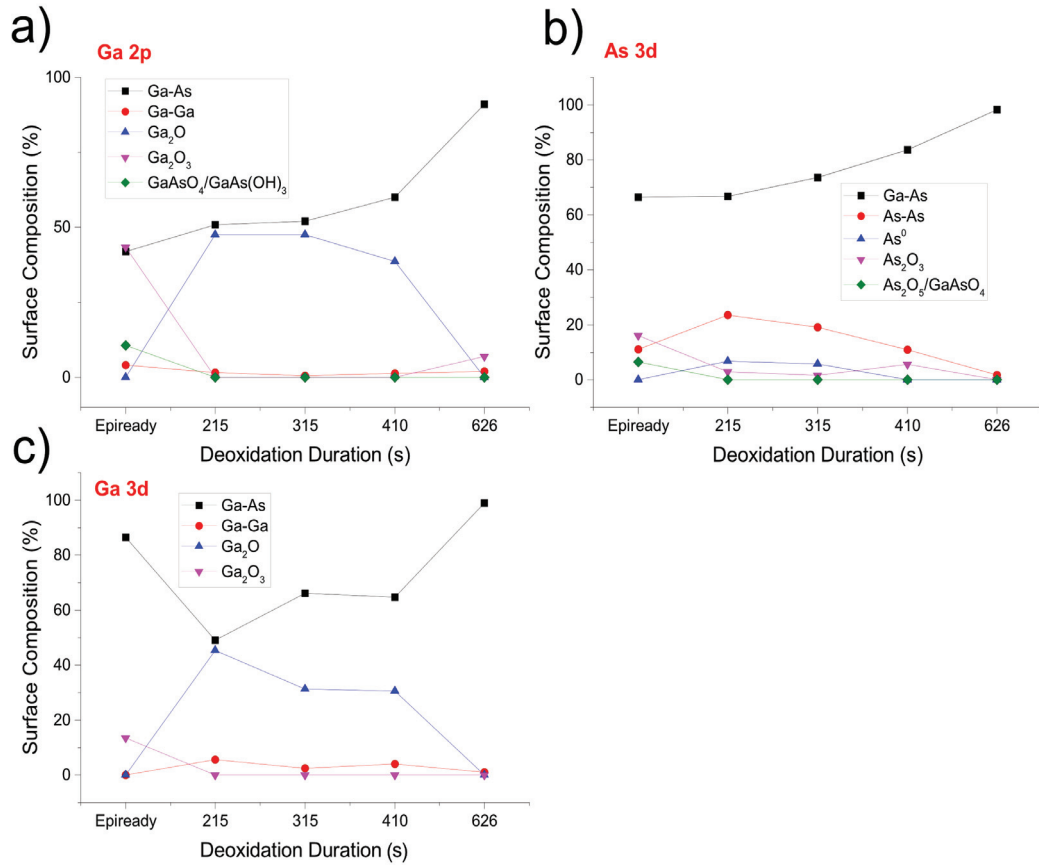 a)
Ga 2p
100
50
0
Surface Composition (%)
Ga-As
Ga-Ga
Ga₂O
Ga₂O₃
GaAsO₄/GaAs(OH)₃
Epiready 215 315 410 626
Deoxidation Duration (s)
b)
As 3d
100
80
60
40
20
0
Surface Composition (%)
Ga-As
As-As
As⁰
As₂O₃
As₂O₅/GaAsO₄
Epiready 215 315 410 626
Deoxidation Duration (s)
c)
Ga 3d
100
80
60
40
20
0
Surface Composition (%)
Ga-As
Ga-Ga
Ga₂O
Ga₂O₃
Epiready 215 315 410 626
Deoxidation Duration (s)